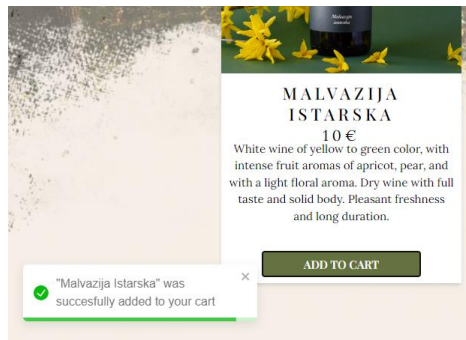 Malvazija
istarska
MALVAZIJA
ISTARSKA
10 €
White wine of yellow to green color, with
intense fruit aromas of apricot, pear, and
with a light floral aroma. Dry wine with full
taste and solid body. Pleasant freshness
and long duration.
ADD TO CART
"Malvazija Istarska" was
succesfully added to your cart